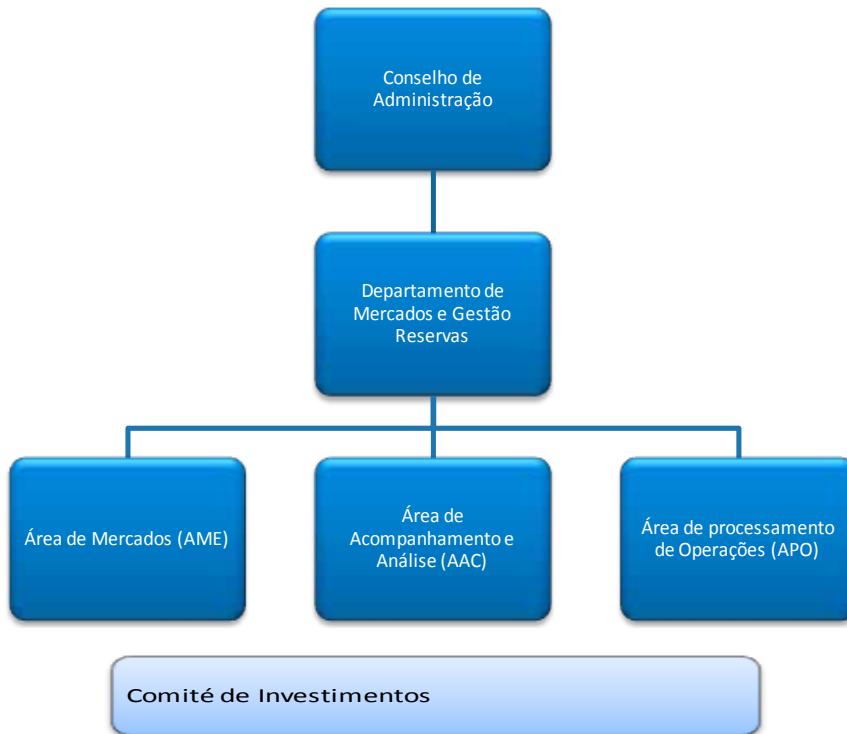 Conselho de
Administração
Departamento de
Mercados e Gestão
Reservas
Área de Mercados (AME)
Área de
Acompanhamento e
Análise (AAC)
Área de processamento
de Operações (APO)
Comité de Investimentos